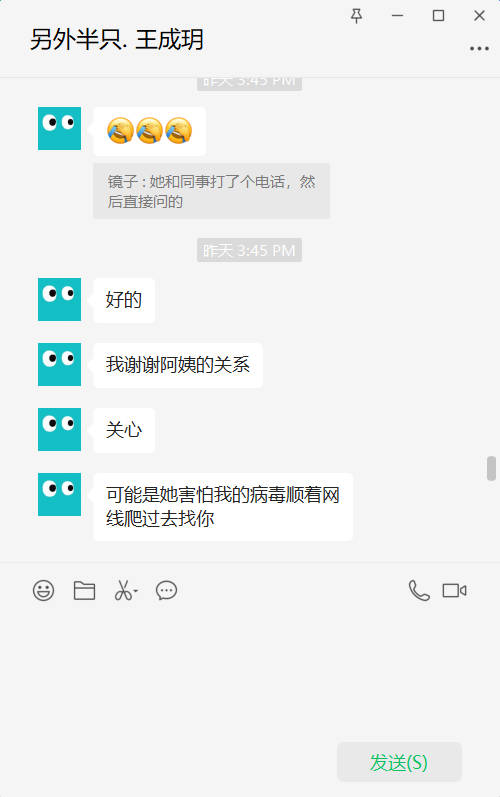 另外半只. 王成玥
昨天 3:45 PM
镜子 : 她和同事打了个电话，然
后直接问的
昨天 3:45 PM
好的
我谢谢阿姨的关系
关心
可能是她害怕我的病毒顺着网
线爬过去找你
发送(S)